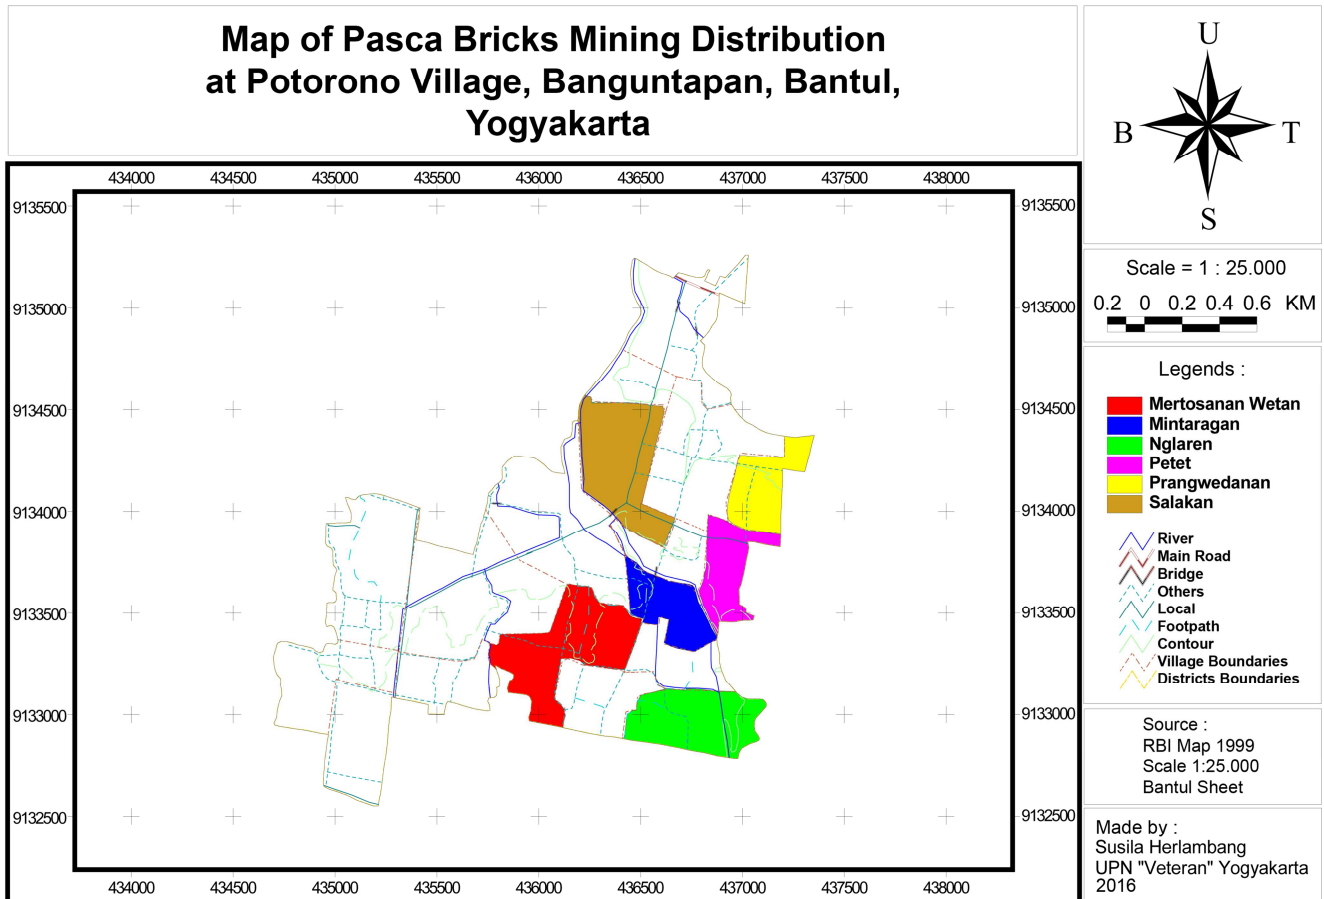 Map of Pasca Bricks Mining Distribution
at Potorono Village, Banguntapan, Bantul,
Yogyakarta
U
B T
S
Scale = 1 : 25.000
0.2 0 0.2 0.4 0.6 KM
Legends :
Mertosanan Wetan
Mintaragan
Nglaren
Petet
Prangwedanan
Salakan
River
Main Road
Bridge
Others
Local
Footpath
Contour
Village Boundaries
Districts Boundaries
Source :
RBI Map 1999
Scale 1:25.000
Bantul Sheet
Made by :
Susila Herlambang
UPN "Veteran" Yogyakarta
2016
434000 434500 435000 435500 436000 436500 437000 437500 438000
9135500 9135500
9135000 9135000
9134500 9134500
9134000 9134000
9133500 9133500
9133000 9133000
9132500 9132500
434000 434500 435000 435500 436000 436500 437000 437500 438000